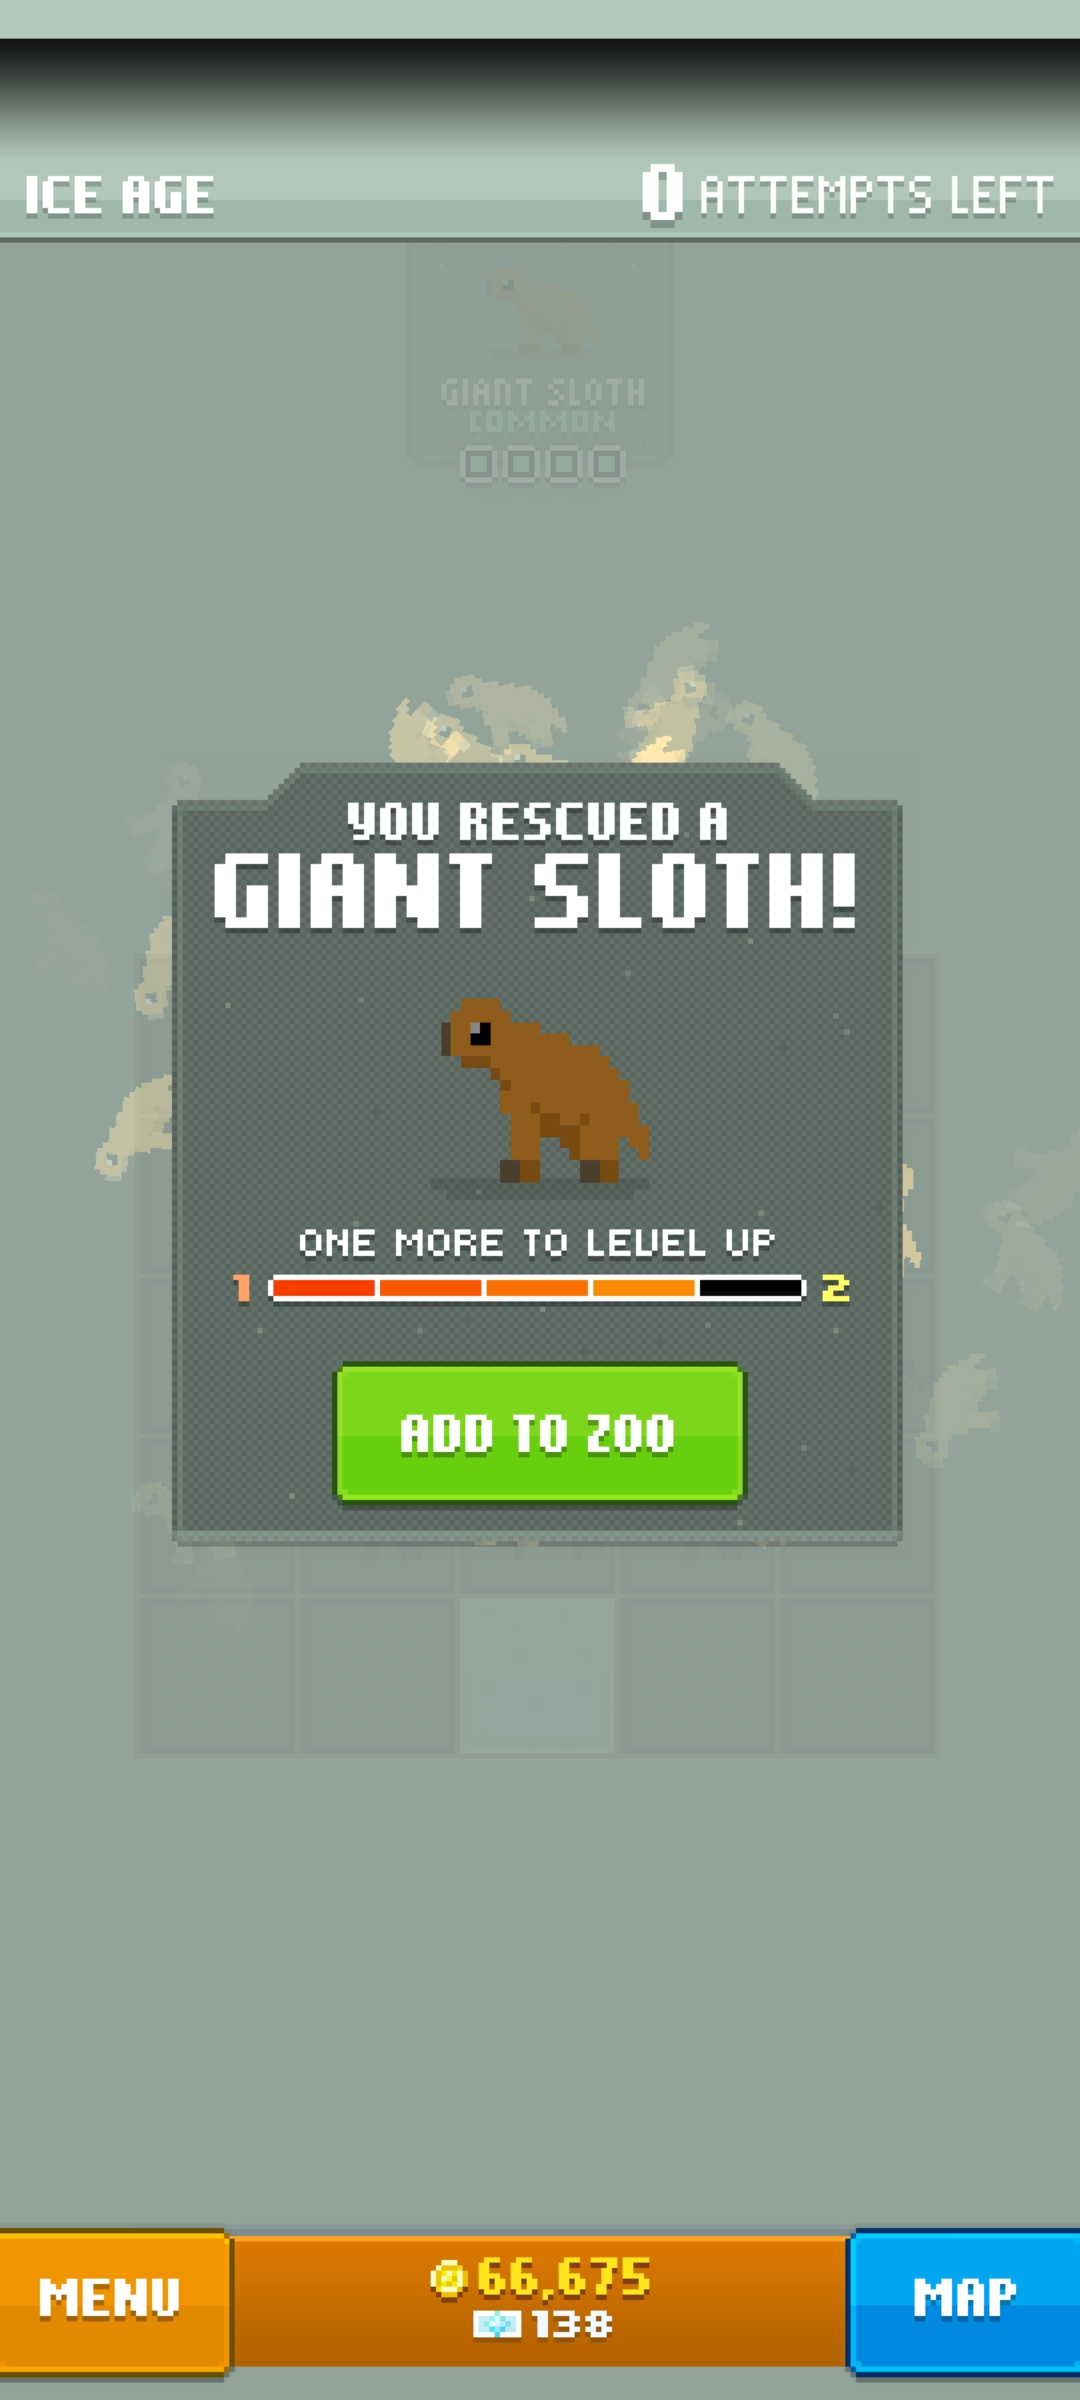 ICE AGE
0 ATTEMPTS LEFT
GIANT SLOTH
COMMON
YOU RESCUED A
GIANT SLOTH!
ONE MORE TO LEVEL UP
1 2
ADD TO ZOO
MENU
66,675
138
MAP